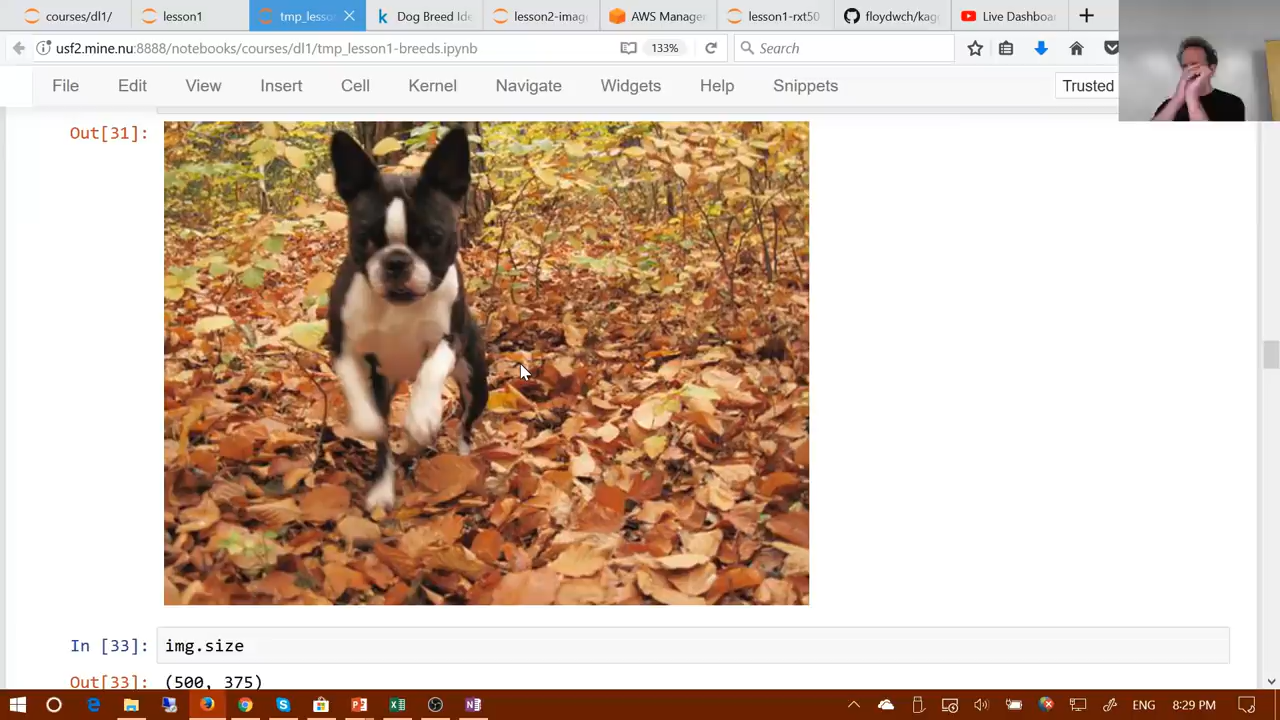 courses/dl1/ lesson1 tmp_lesso Dog Breed Ide lesson2-imag AWS Manage lesson1-rxt50 floydwch/kag Live Dashboa
usf2.mine.nu:8888/notebooks/courses/dl1/tmp_lesson1-breeds.ipynb 133% Search
File Edit View Insert Cell Kernel Navigate Widgets Help Snippets Trusted
Out[31]:
In [33]: img.size
Out[33]: (500, 375)
ENG 8:29 PM